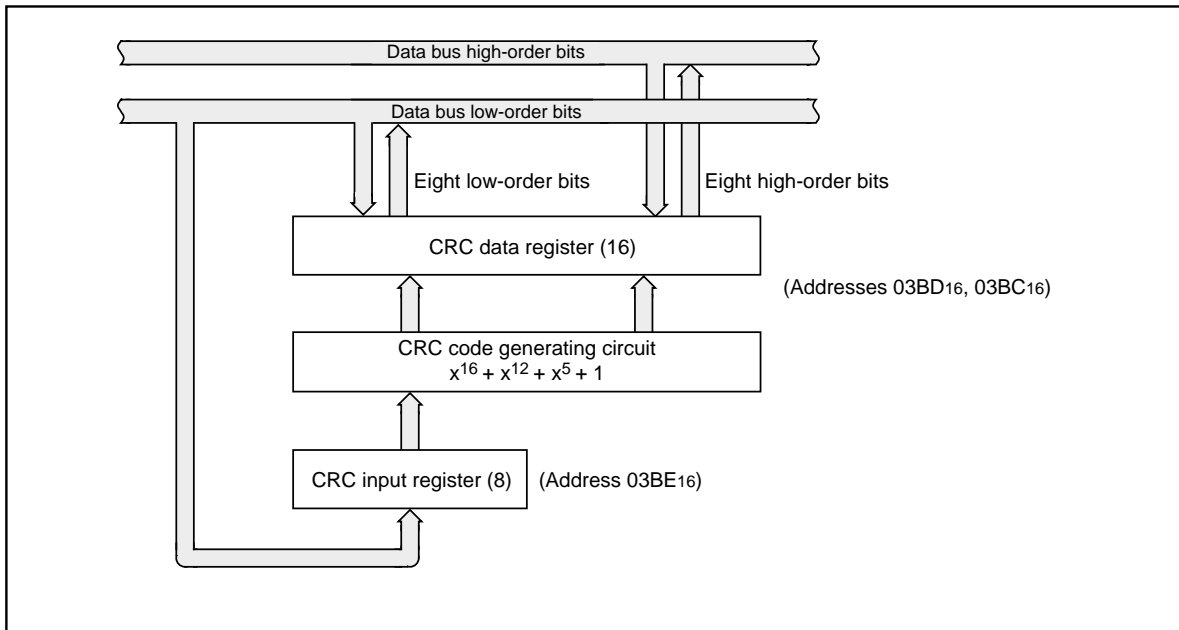 Data bus high-order bits
Data bus low-order bits
Eight low-order bits
Eight high-order bits
CRC data register (16)
(Addresses 03BD16, 03BC16)
CRC code generating circuit
x16 + x12 + x5 + 1
CRC input register (8)
(Address 03BE16)